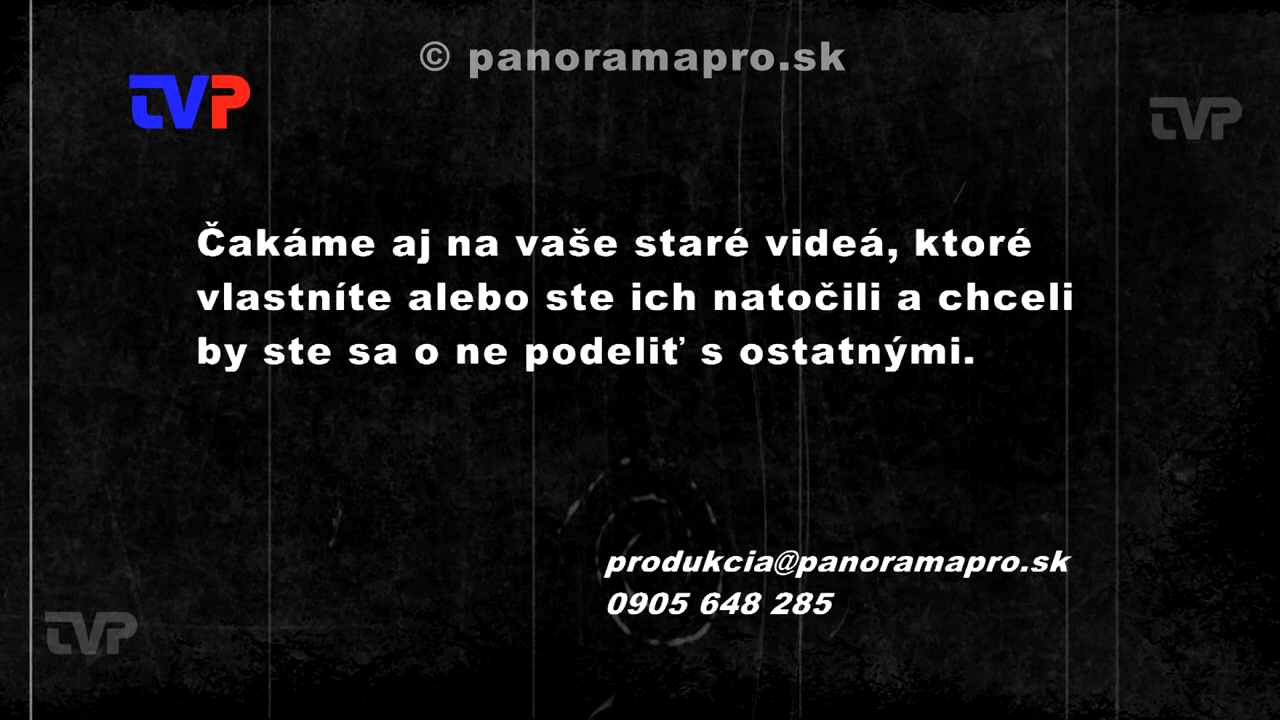 © panoramapro.sk
TVP
TVP
Čakáme aj na vaše staré videá, ktoré
vlastníte alebo ste ich natočili a chceli
by ste sa o ne podeliť s ostatnými.
produkcia@panoramapro.sk
0905 648 285
TVP